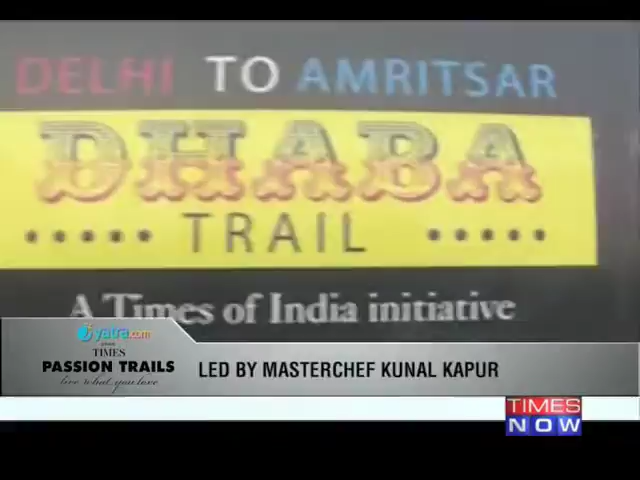 DELHI TO AMRITSAR
DHABA
TRAIL
A Times of India initiative
yatra.com
TIMES
PASSION TRAILS
live what you love
LED BY MASTERCHEF KUNAL KAPUR
TIMES
NOW